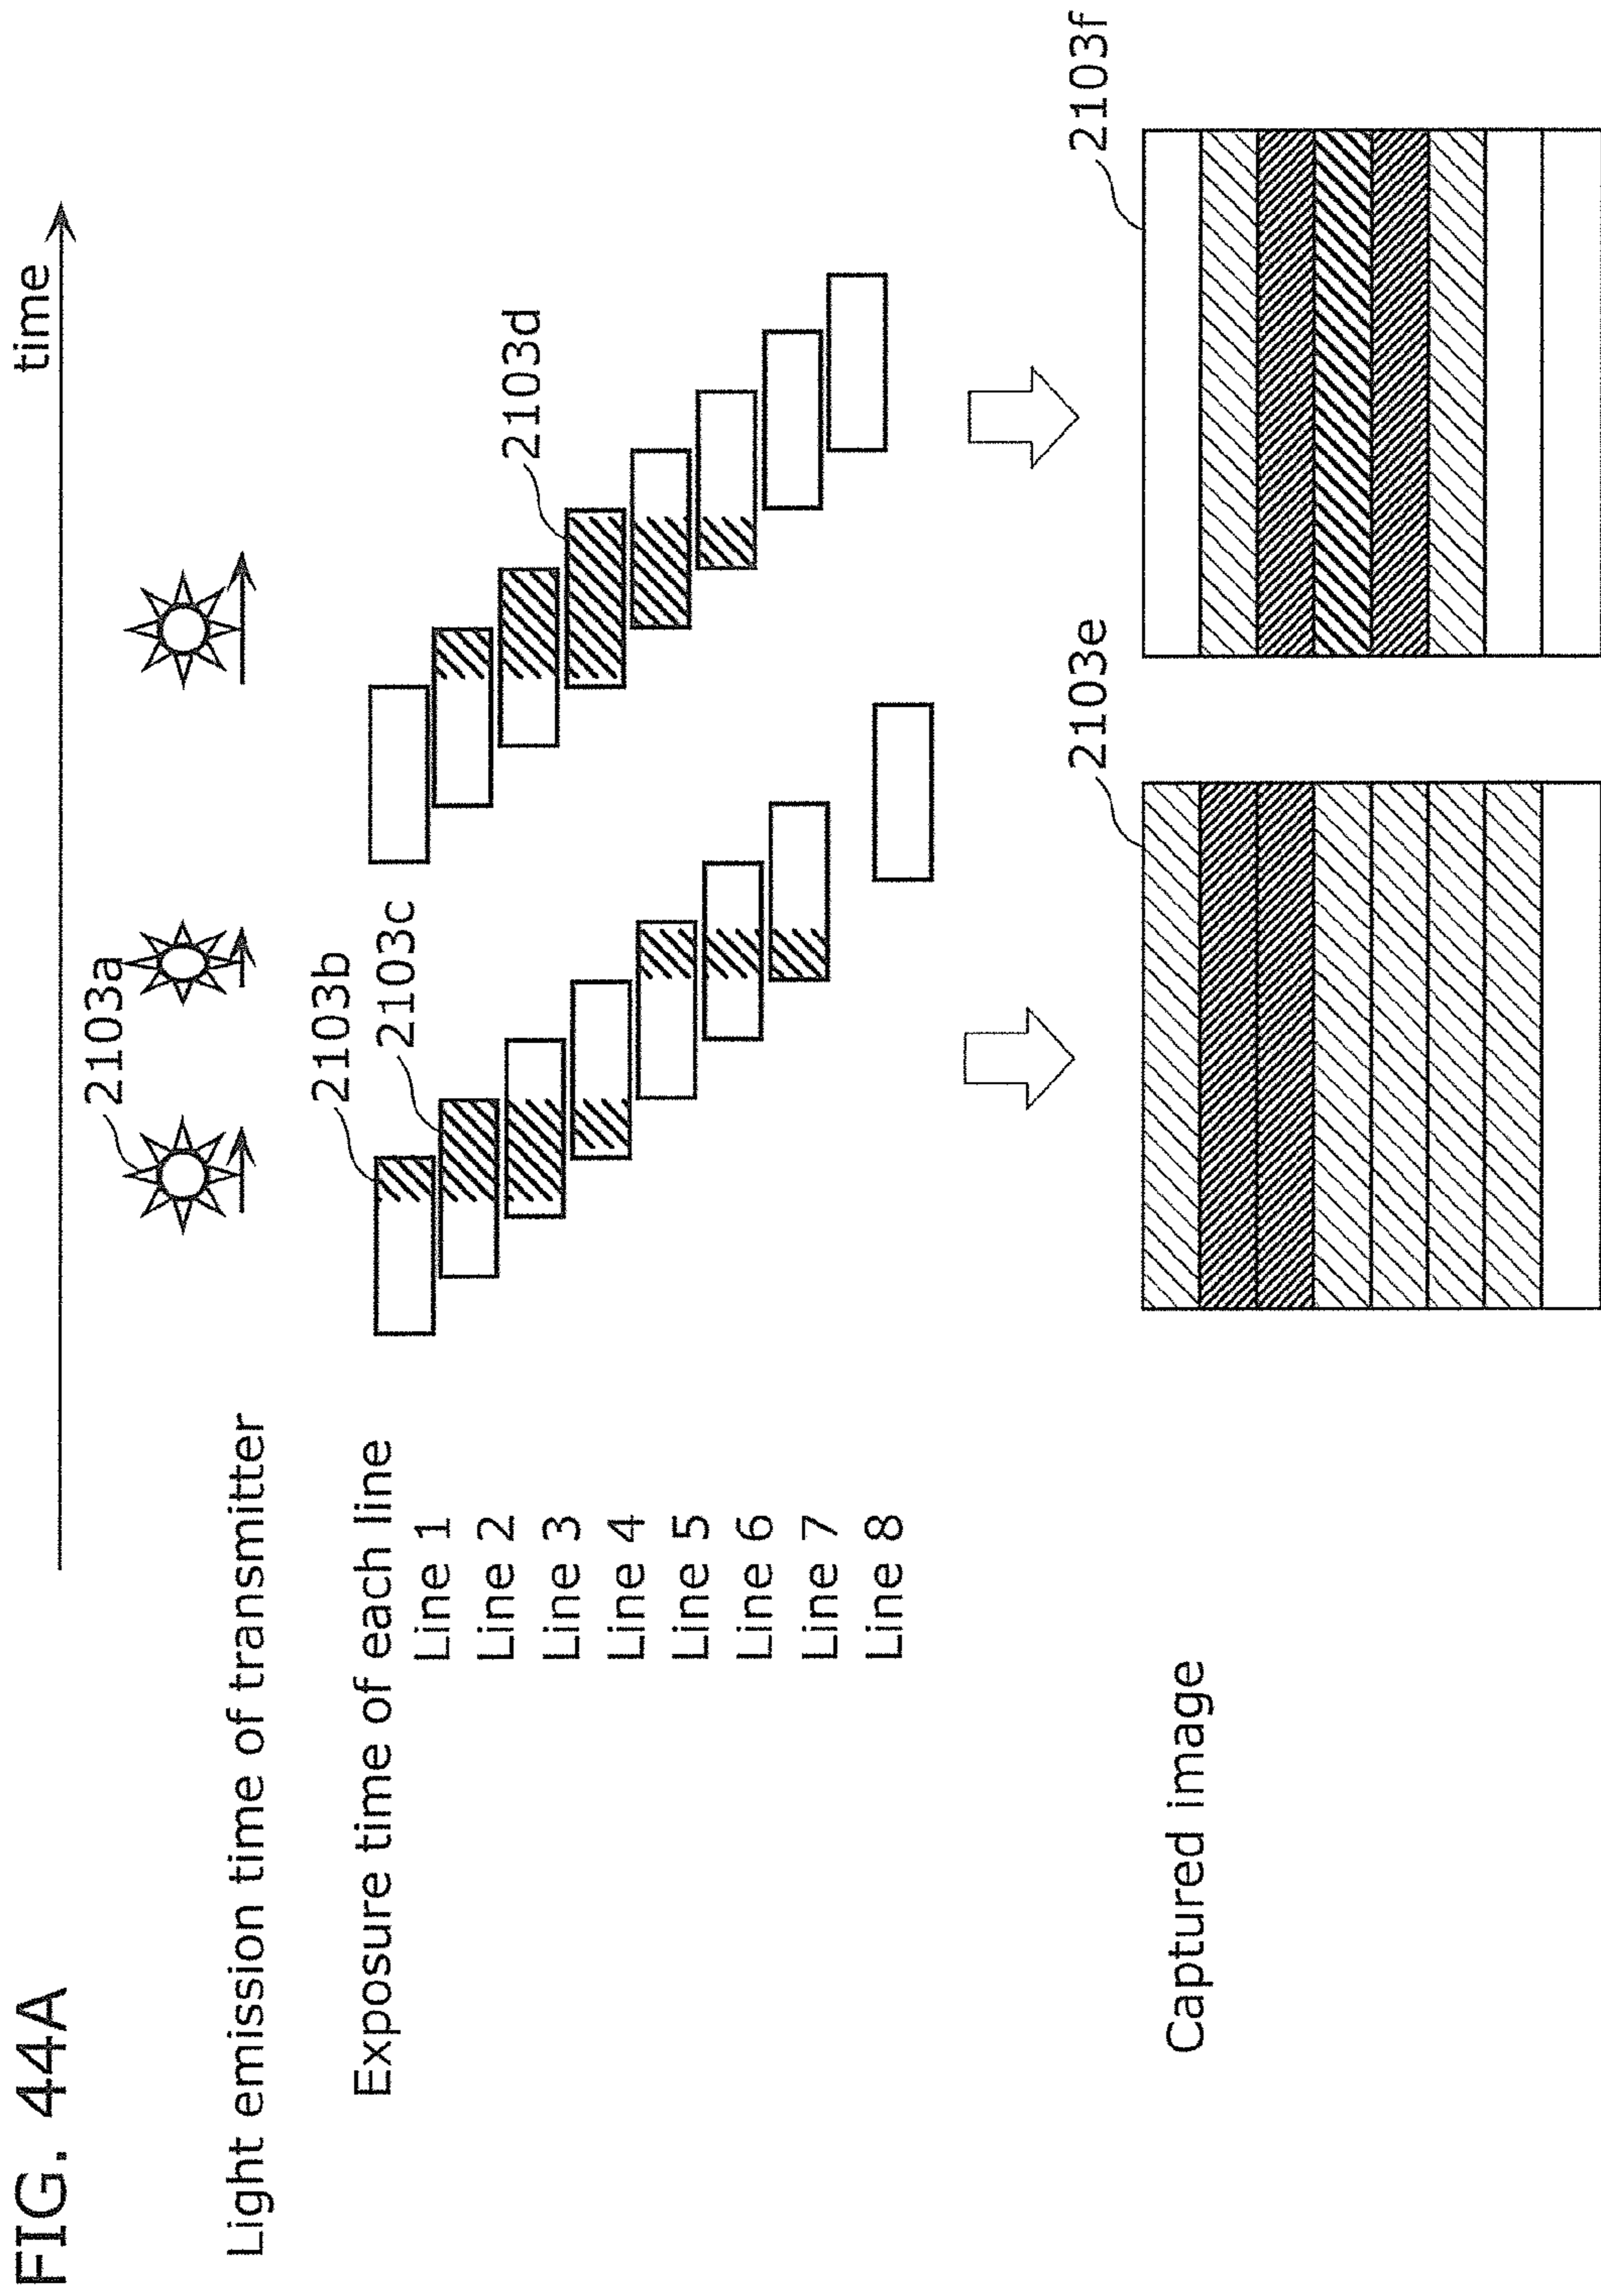 FIG. 44A
time
2103a
Light emission time of transmitter
2103b
2103c
2103d
Exposure time of each line
Line 1
Line 2
Line 3
Line 4
Line 5
Line 6
Line 7
Line 8
2103e
2103f
Captured image